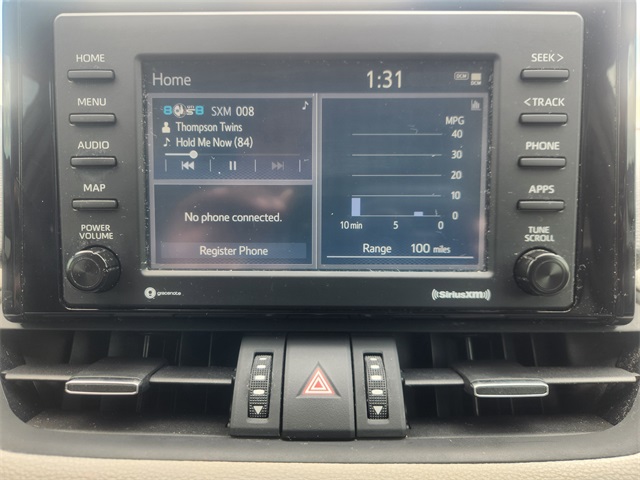 HOME
MENU
AUDIO
MAP
POWER
VOLUME
gracenote
Home
1:31
DCM
SXM 008
Thompson Twins
Hold Me Now (84)
No phone connected.
Register Phone
MPG
40
30
20
10
0
10 min 5 0
Range 100 miles
SEEK >
< TRACK
PHONE
APPS
TUNE
SCROLL
((SiriusXM))